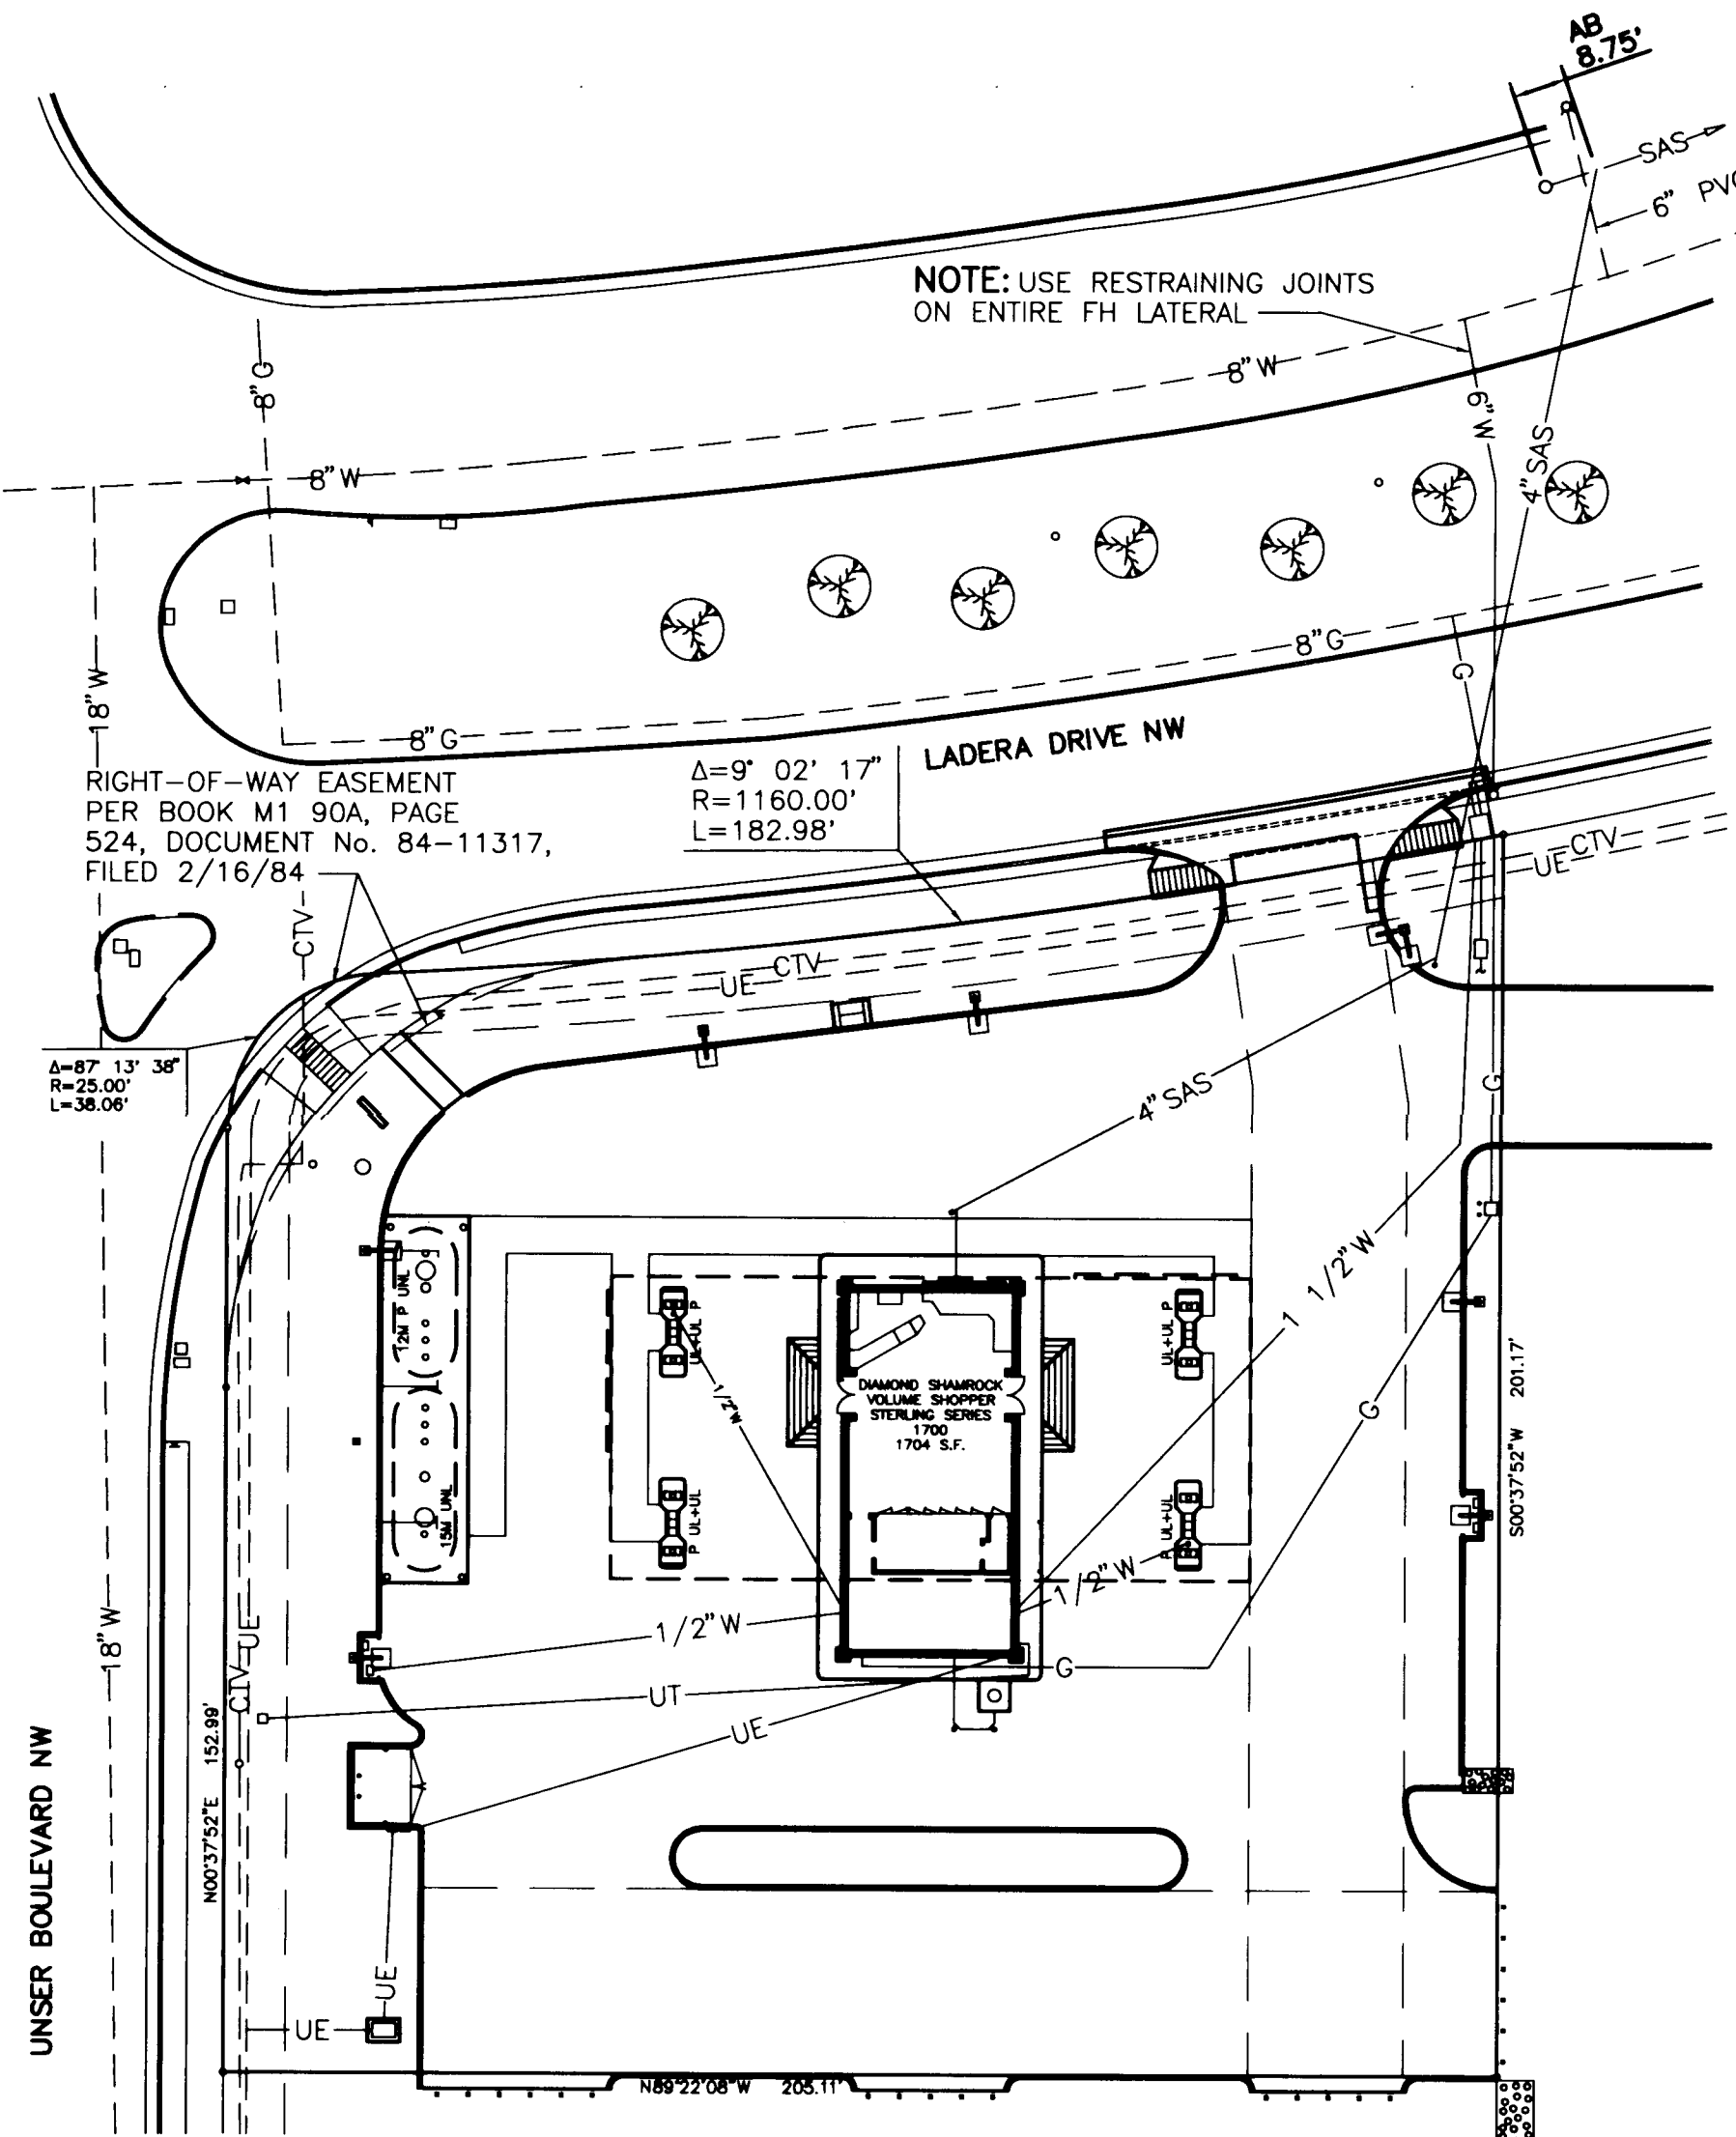 AB
8.75'
SAS
6" PV
NOTE: USE RESTRAINING JOINTS
ON ENTIRE FH LATERAL
8" G
8" W
8" W
6" W
4" SAS
18" W
8" G
G
8" G
LADERA DRIVE NW
RIGHT-OF-WAY EASEMENT
PER BOOK M1 90A, PAGE
524, DOCUMENT No. 84-11317,
FILED 2/16/84
Δ=9° 02' 17"
R=1160.00'
L=182.98'
CTV
UE
CTV
CTV
UE
Δ=87° 13' 38"
R=25.00'
L=38.06'
4" SAS
G
12M P UNL
15M UNL
UL+UL P
UL+UL P
P UL+UL
P UL+UL
1/2" W
DIAMOND SHAMROCK
VOLUME SHOPPER
STERLING SERIES
1700
1704 S.F.
1 1/2" W
G
S00°37'52"W 201.17'
1/2" W
1/2" W
G
UT
UE
18" W
UE
CTV
N00°37'52"E 152.99'
UNSER BOULEVARD NW
UE
UE
N89°22'08"W 205.11'